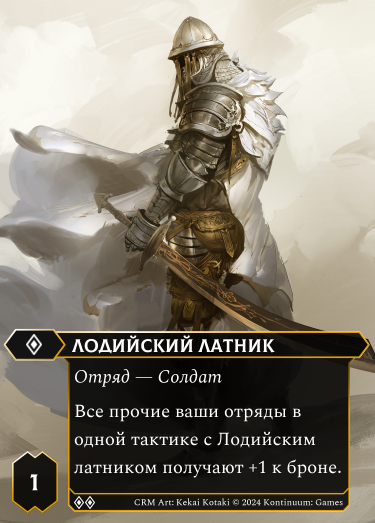 ЛОДИЙСКИЙ ЛАТНИК
Отряд — Солдат
Все прочие ваши отряды в
одной тактике с Лодийским
латником получают +1 к броне.
1
CRM Art: Kekai Kotaki © 2024 Kontinuum: Games